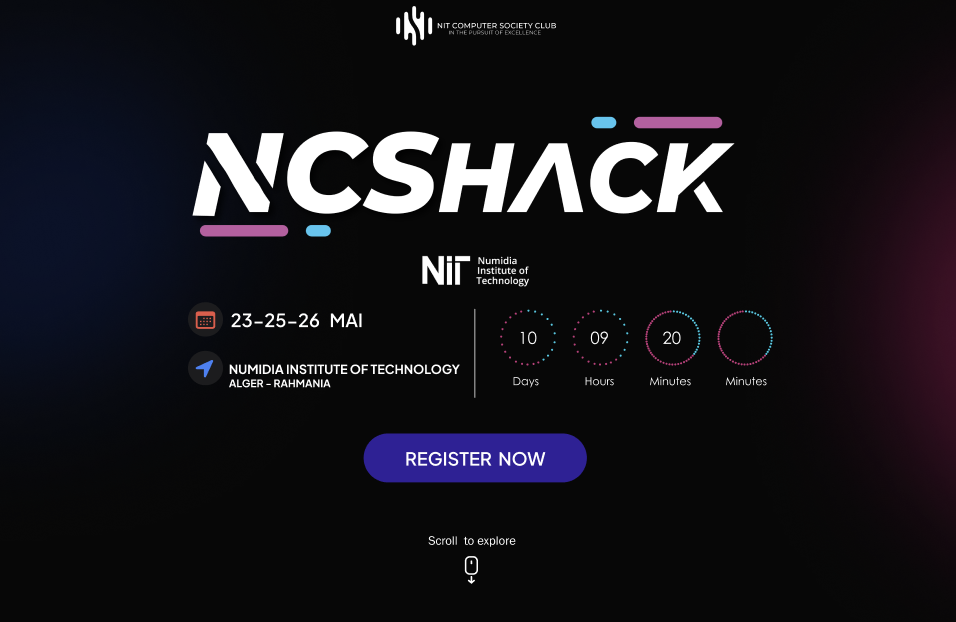 NIT COMPUTER SOCIETY CLUB
IN THE PURSUIT OF EXCELLENCE
NCSHACK
NiT
Numidia
Institute of
Technology
23-25-26 MAI
NUMIDIA INSTITUTE OF TECHNOLOGY
ALGER - RAHMANIA
10 09 20
Days Hours Minutes Minutes
REGISTER NOW
Scroll to explore